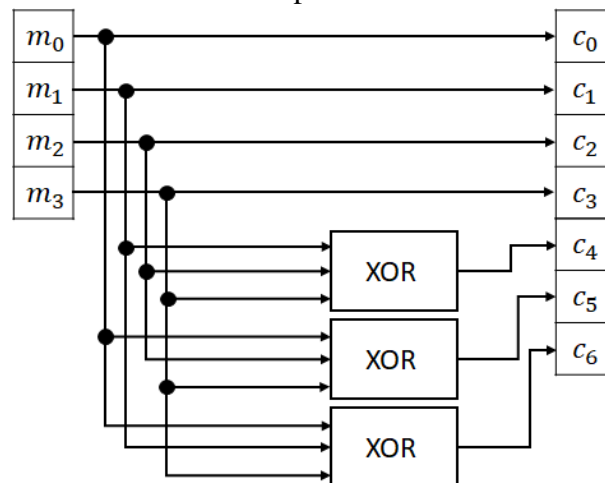 m₀ c₀
m₁ c₁
m₂ c₂
m₃ c₃
c₄
XOR
c₅
XOR
c₆
XOR